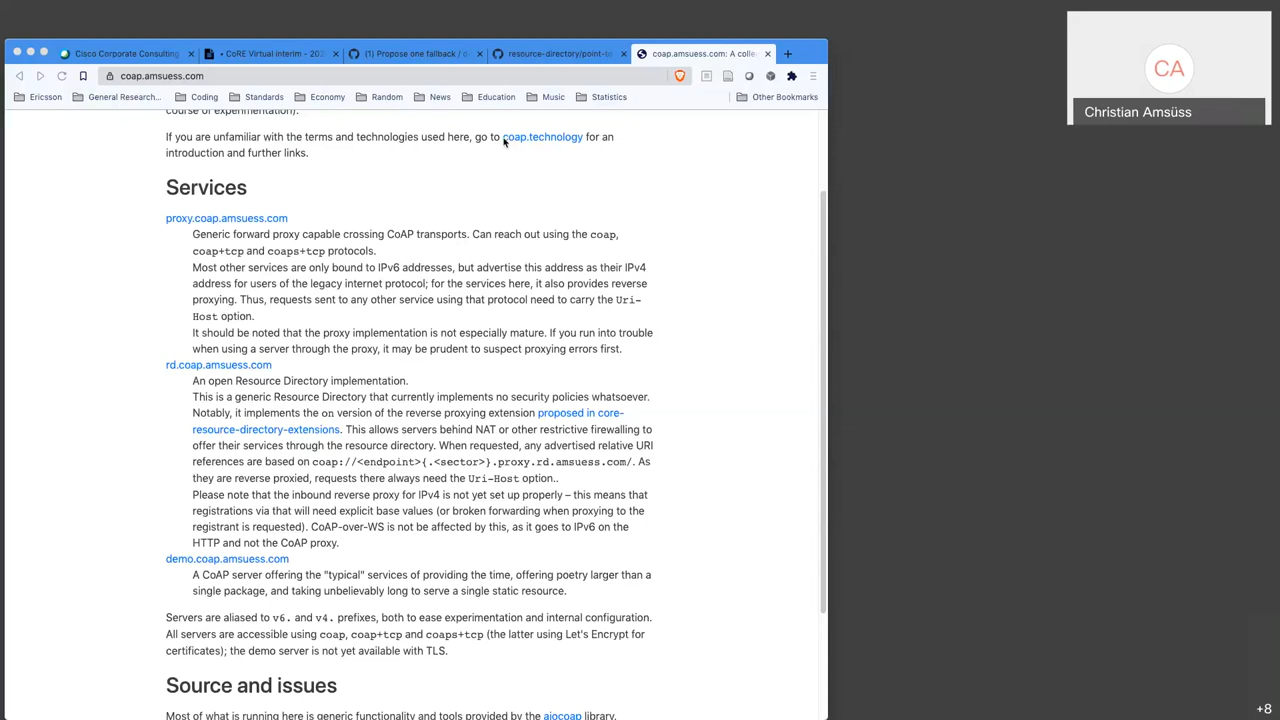 Cisco Corporate Consulting
• CoRE Virtual interim – 202
(1) Propose one fallback / d
resource-directory/point-to
coap.amsuess.com: A colle
coap.amsuess.com
Ericsson
General Research...
Coding
Standards
Economy
Random
News
Education
Music
Statistics
Other Bookmarks
course of experimentation).
If you are unfamiliar with the terms and technologies used here, go to coap.technology for an
introduction and further links.
Services
proxy.coap.amsuess.com
Generic forward proxy capable crossing CoAP transports. Can reach out using the coap,
coap+tcp and coaps+tcp protocols.
Most other services are only bound to IPv6 addresses, but advertise this address as their IPv4
address for users of the legacy internet protocol; for the services here, it also provides reverse
proxying. Thus, requests sent to any other service using that protocol need to carry the Uri-
Host option.
It should be noted that the proxy implementation is not especially mature. If you run into trouble
when using a server through the proxy, it may be prudent to suspect proxying errors first.
rd.coap.amsuess.com
An open Resource Directory implementation.
This is a generic Resource Directory that currently implements no security policies whatsoever.
Notably, it implements the on version of the reverse proxying extension proposed in core-
resource-directory-extensions. This allows servers behind NAT or other restrictive firewalling to
offer their services through the resource directory. When requested, any advertised relative URI
references are based on coap://<endpoint>{.<sector>}.proxy.rd.amsuess.com/. As
they are reverse proxied, requests there always need the Uri-Host option..
Please note that the inbound reverse proxy for IPv4 is not yet set up properly – this means that
registrations via that will need explicit base values (or broken forwarding when proxying to the
registrant is requested). CoAP-over-WS is not be affected by this, as it goes to IPv6 on the
HTTP and not the CoAP proxy.
demo.coap.amsuess.com
A CoAP server offering the "typical" services of providing the time, offering poetry larger than a
single package, and taking unbelievably long to serve a single static resource.
Servers are aliased to v6. and v4. prefixes, both to ease experimentation and internal configuration.
All servers are accessible using coap, coap+tcp and coaps+tcp (the latter using Let's Encrypt for
certificates); the demo server is not yet available with TLS.
Source and issues
Most of what is running here is generic functionality and tools provided by the aiocoap library.
CA
Christian Amsüss
+8